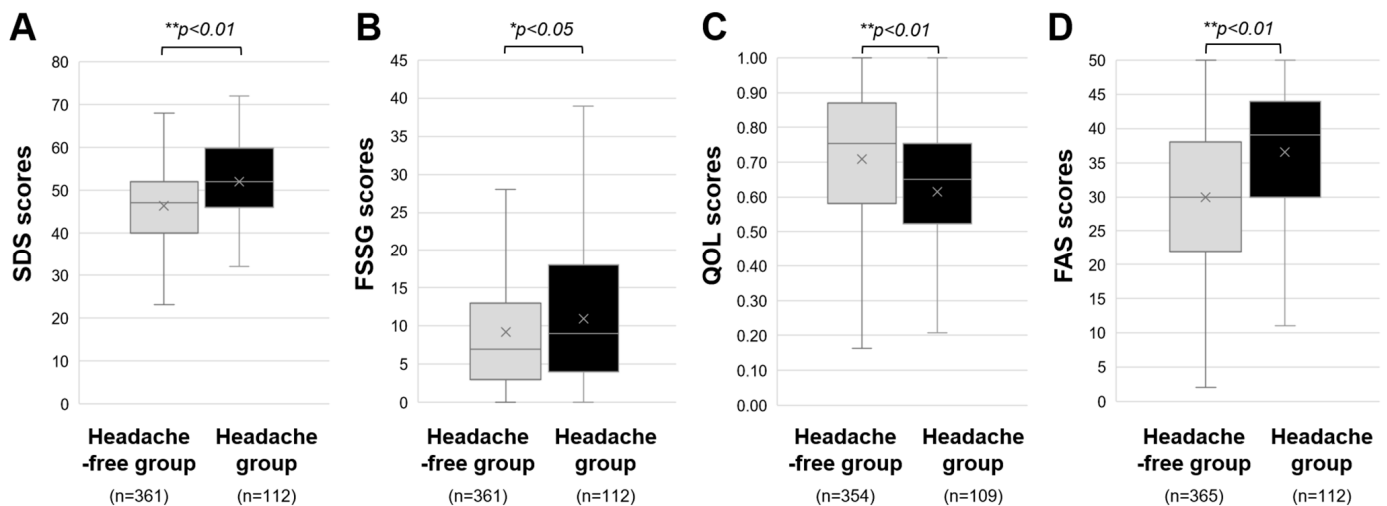 A
**p<0.01
SDS scores
80
70
60
50
40
30
20
10
0
Headache
-free group
(n=361)
Headache
group
(n=112)
B
*p<0.05
FSSG scores
45
40
35
30
25
20
15
10
5
0
Headache
-free group
(n=361)
Headache
group
(n=112)
C
**p<0.01
QOL scores
1.00
0.90
0.80
0.70
0.60
0.50
0.40
0.30
0.20
0.10
0.00
Headache
-free group
(n=354)
Headache
group
(n=109)
D
**p<0.01
FAS scores
50
45
40
35
30
25
20
15
10
5
0
Headache
-free group
(n=365)
Headache
group
(n=112)